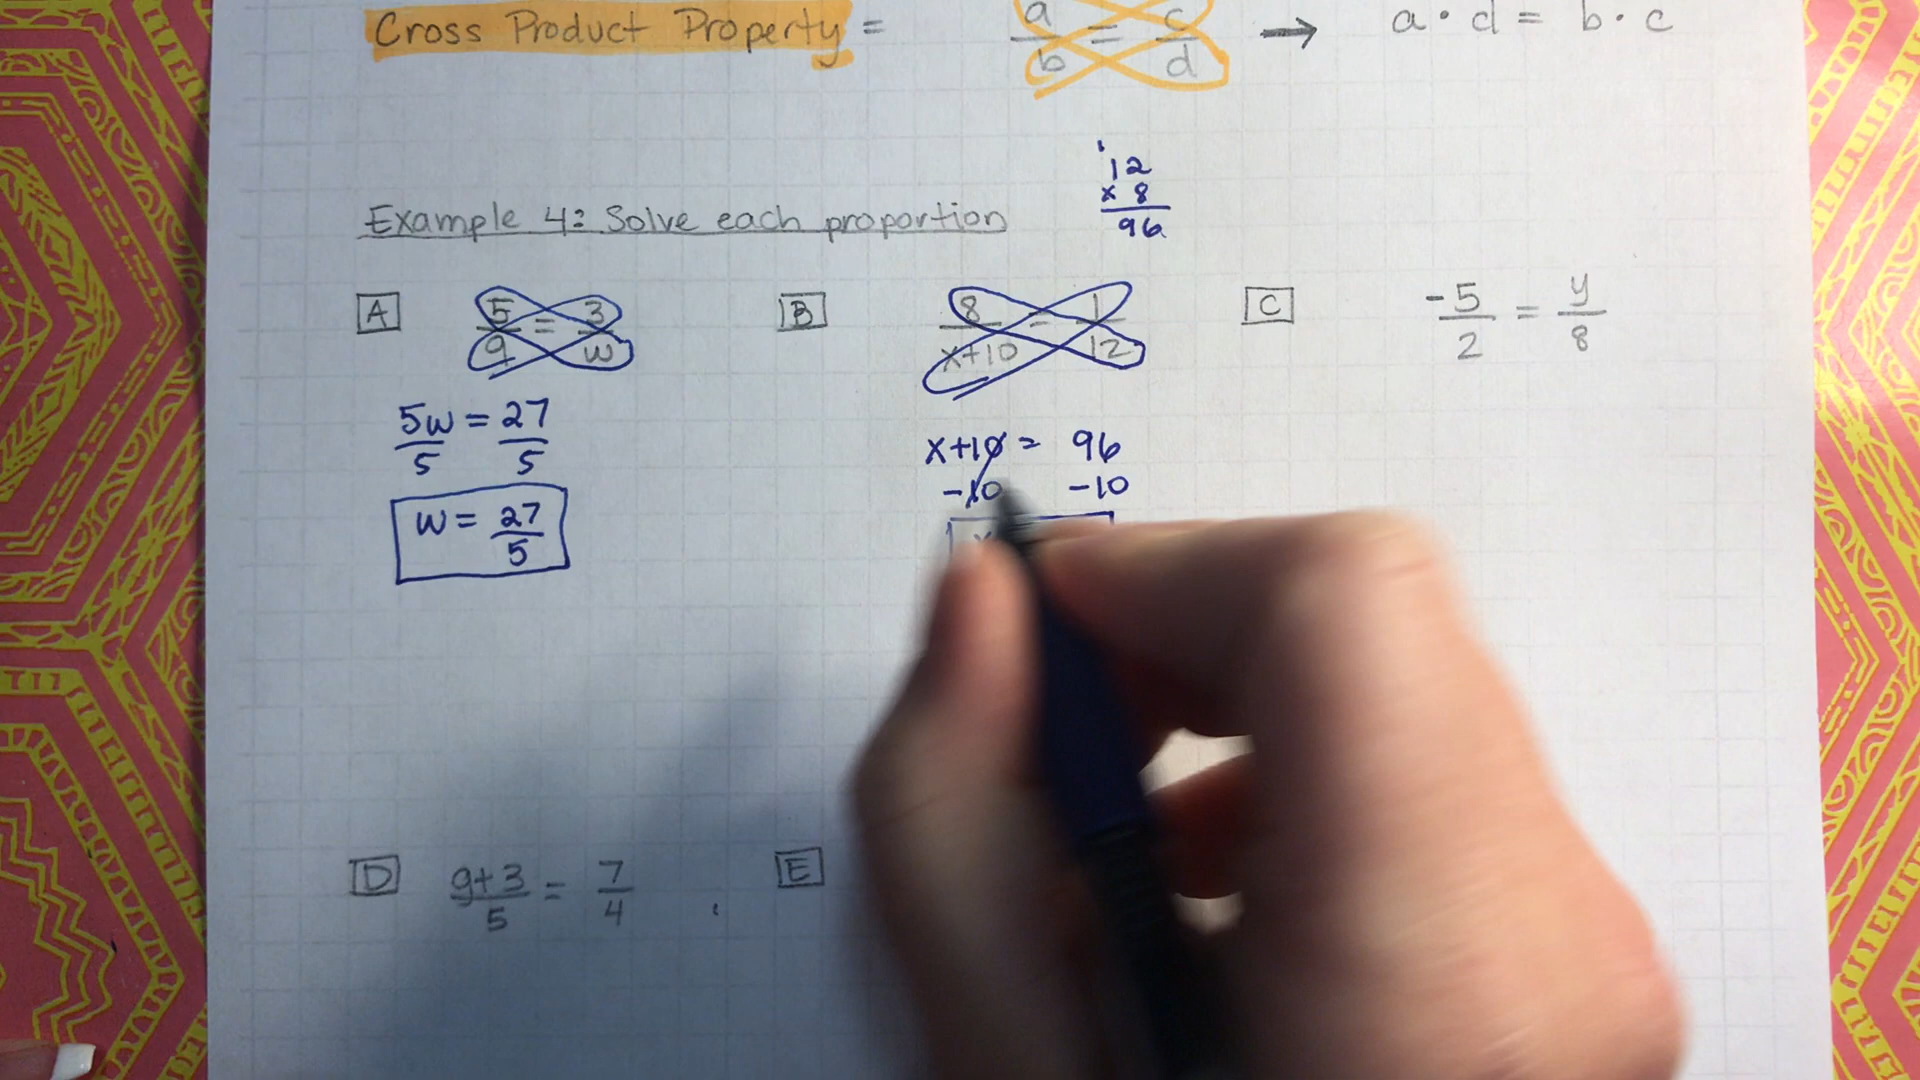 Cross Product Property = a/b = c/d → a · d = b · c
12
× 8
96
Example 4: Solve each proportion
A 5/9 = 3/w
5w/5 = 27/5
w = 27/5
B 8/x+10 = 1/12
x+10 = 96
-10 -10
x
C -5/2 = y/8
D g+3/5 = 7/4
E